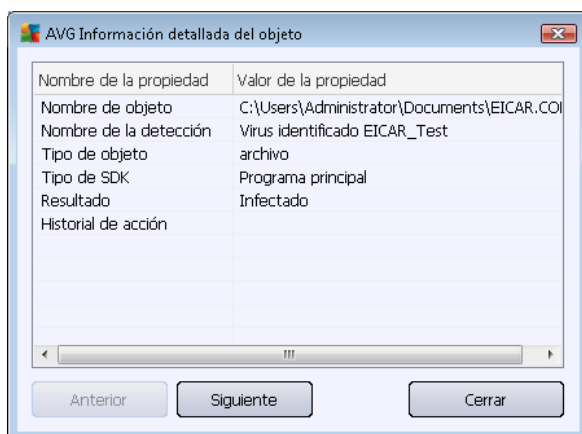 AVG Información detallada del objeto
Nombre de la propiedad Valor de la propiedad
Nombre de objeto C:\Users\Administrator\Documents\EICAR.COM
Nombre de la detección Virus identificado EICAR_Test
Tipo de objeto archivo
Tipo de SDK Programa principal
Resultado Infectado
Historial de acción
Anterior Siguiente Cerrar